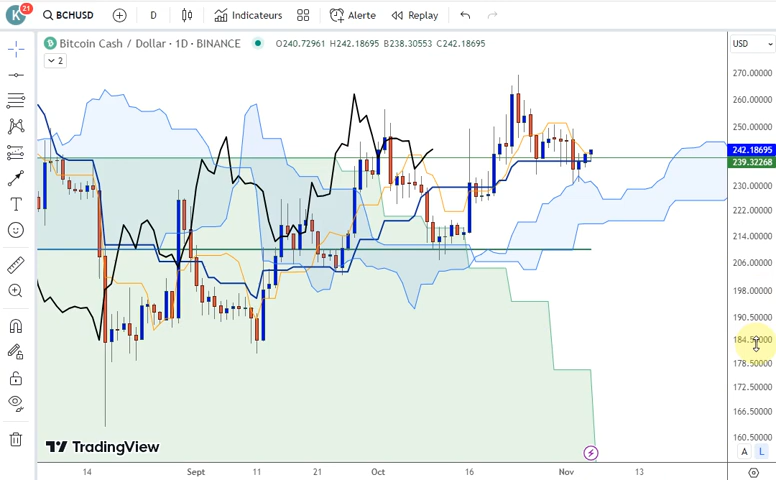 K 21 BCHUSD D Indicateurs Alerte Replay
Bitcoin Cash / Dollar · 1D · BINANCE O240.72961 H242.18695 B238.30553 C242.18695
USD
2
270.00000
260.00000
250.00000
242.18695
239.32268
230.00000
222.00000
214.00000
206.00000
198.00000
190.50000
184.50000
178.50000
172.50000
166.50000
160.50000
TradingView
A L
14 Sept 11 21 Oct 16 Nov 13